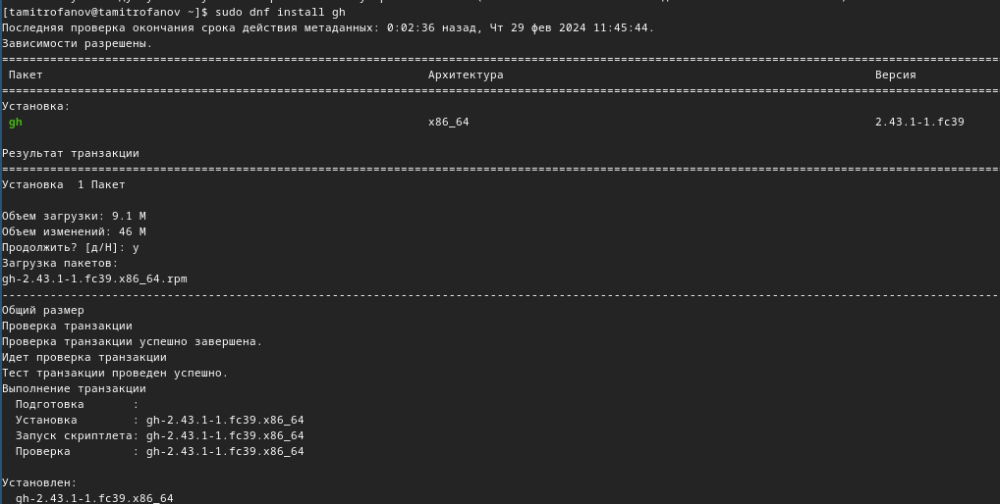 [tamitrofanov@tamitrofanov ~]$ sudo dnf install gh
Последняя проверка окончания срока действия метаданных: 0:02:36 назад, Чт 29 фев 2024 11:45:44.
Зависимости разрешены.
Пакет Архитектура Версия
Установка:
gh x86_64 2.43.1-1.fc39
Результат транзакции
Установка 1 Пакет
Объем загрузки: 9.1 M
Объем изменений: 46 M
Продолжить? [д/Н]: y
Загрузка пакетов:
gh-2.43.1-1.fc39.x86_64.rpm
Общий размер
Проверка транзакции
Проверка транзакции успешно завершена.
Идет проверка транзакции
Тест транзакции проведен успешно.
Выполнение транзакции
Подготовка :
Установка : gh-2.43.1-1.fc39.x86_64
Запуск скриптлета: gh-2.43.1-1.fc39.x86_64
Проверка : gh-2.43.1-1.fc39.x86_64
Установлен:
gh-2.43.1-1.fc39.x86_64